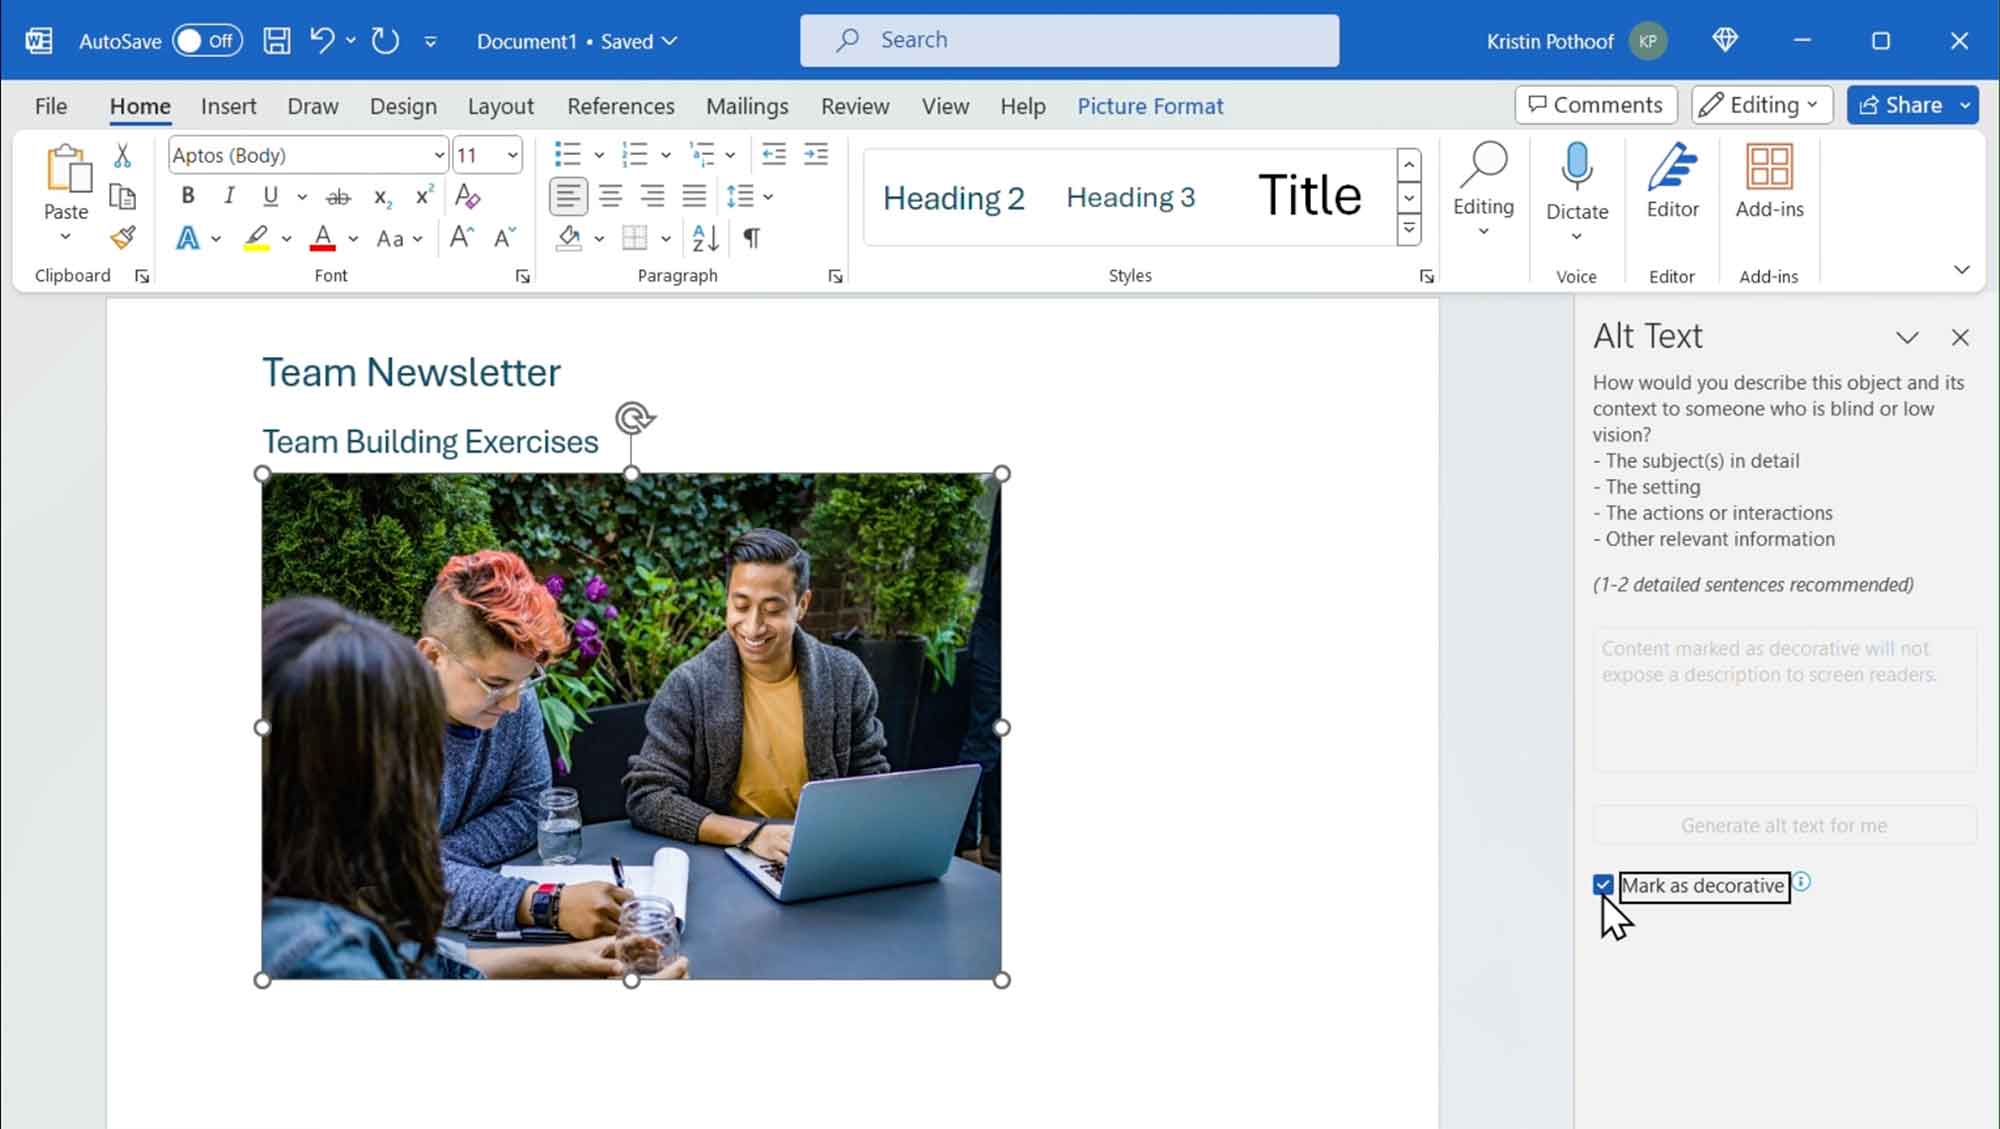 AutoSave Off Document1 • Saved Search Kristin Pothoof KP
File Home Insert Draw Design Layout References Mailings Review View Help Picture Format Comments Editing Share
Paste
Clipboard
Aptos (Body) 11
B I U ab x₂ x² A
A A Aa A A
Font
A Z ¶
Paragraph
Heading 2 Heading 3 Title
Styles
Editing
Dictate
Voice
Editor
Editor
Add-ins
Add-ins
Team Newsletter
Team Building Exercises
Alt Text
How would you describe this object and its
context to someone who is blind or low
vision?
- The subject(s) in detail
- The setting
- The actions or interactions
- Other relevant information
(1-2 detailed sentences recommended)
Content marked as decorative will not
expose a description to screen readers.
Generate alt text for me
Mark as decorative